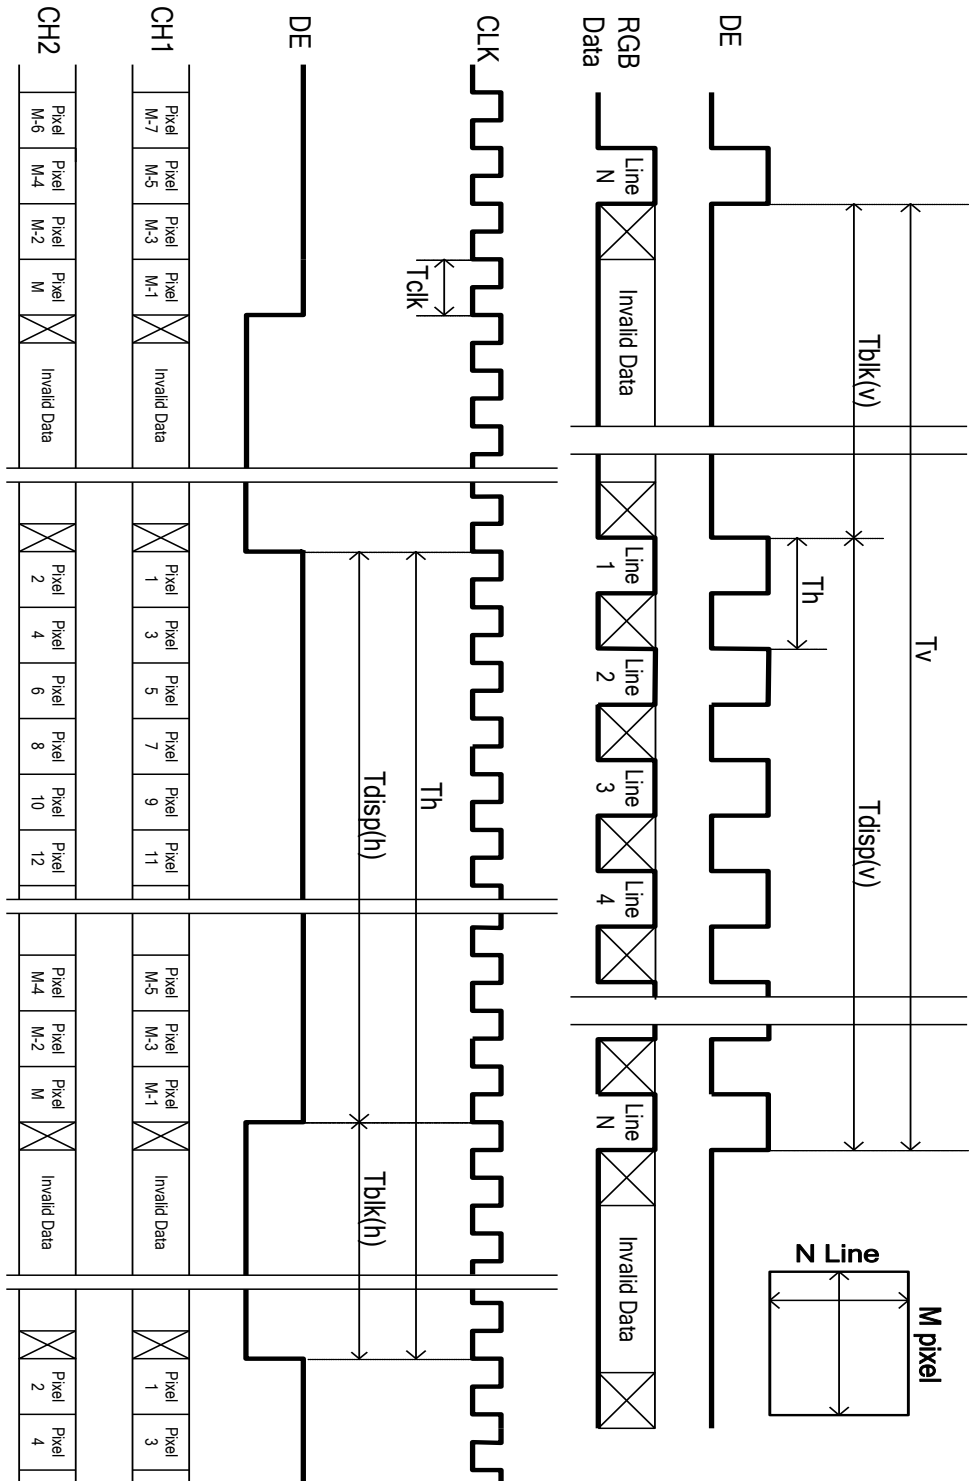 Tv
Tblk(v)
Tdisp(v)
Th
DE
RGB
Data
Line
N
Invalid Data
Line
1
Line
2
Line
3
Line
4
Line
N
Invalid Data
M pixel
N Line
CLK
Tclk
Th
Tdisp(h)
Tblk(h)
DE
CH1
Pixel
M-7
Pixel
M-5
Pixel
M-3
Pixel
M-1
Invalid Data
Pixel
1
Pixel
3
Pixel
5
Pixel
7
Pixel
9
Pixel
11
Pixel
M-5
Pixel
M-3
Pixel
M-1
Invalid Data
Pixel
1
Pixel
3
CH2
Pixel
M-6
Pixel
M-4
Pixel
M-2
Pixel
M
Invalid Data
Pixel
2
Pixel
4
Pixel
6
Pixel
8
Pixel
10
Pixel
12
Pixel
M-4
Pixel
M-2
Pixel
M
Invalid Data
Pixel
2
Pixel
4